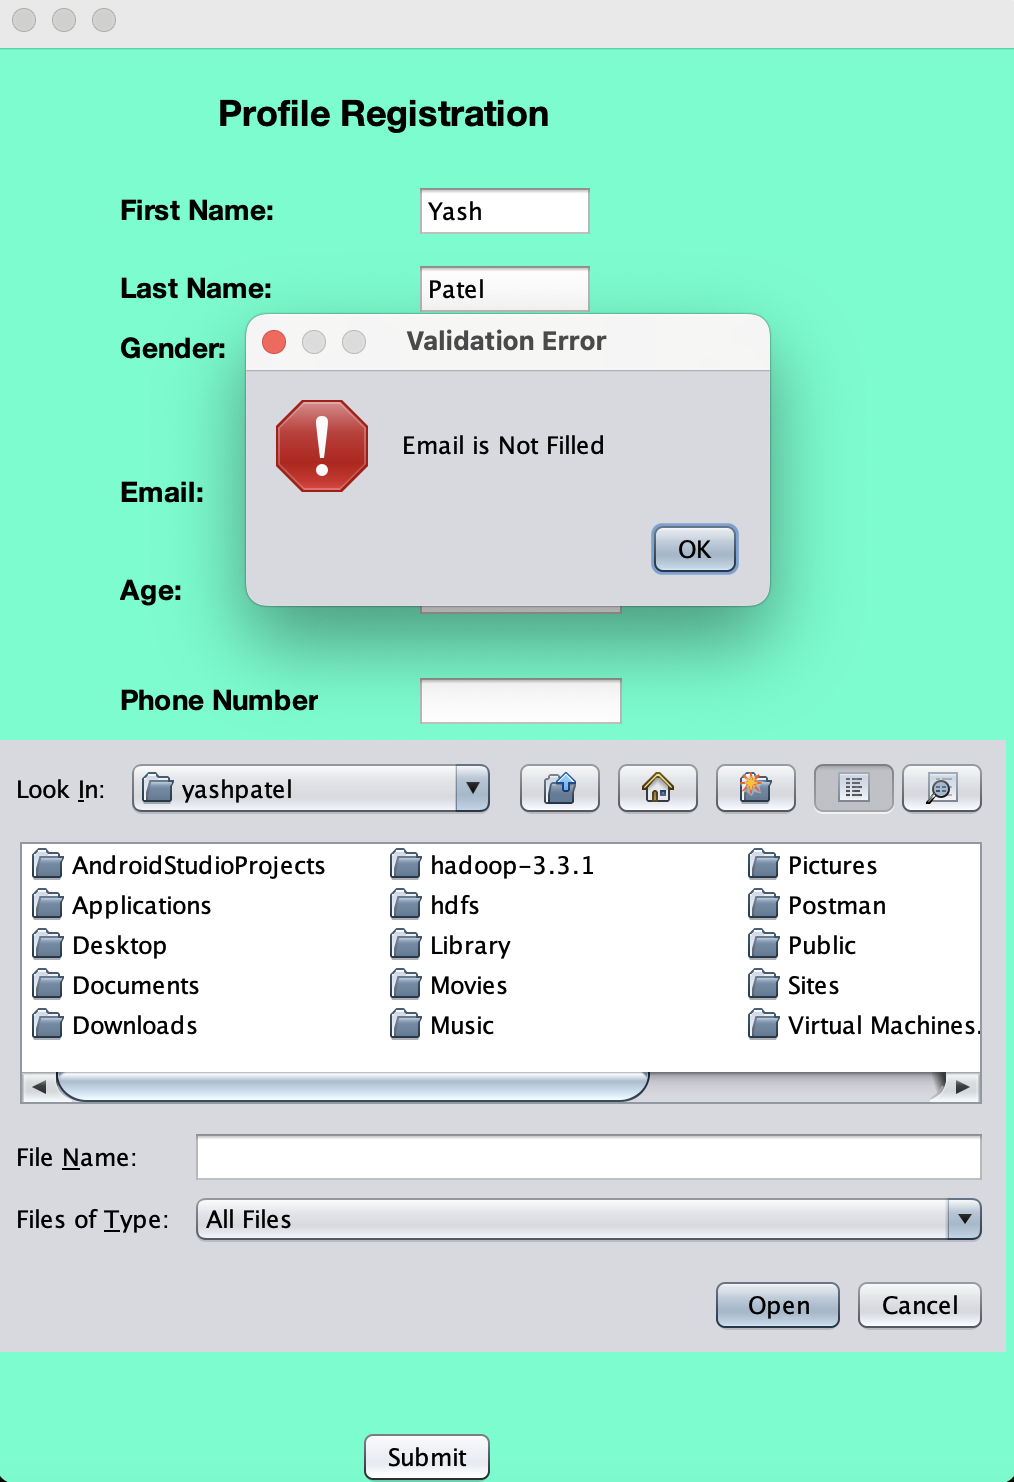 Profile Registration
First Name: Yash
Last Name: Patel
Gender:
Validation Error
Email is Not Filled
OK
Email:
Age:
Phone Number
Look In: yashpatel
AndroidStudioProjects hadoop-3.3.1 Pictures
Applications hdfs Postman
Desktop Library Public
Documents Movies Sites
Downloads Music Virtual Machines.
File Name:
Files of Type: All Files
Open Cancel
Submit